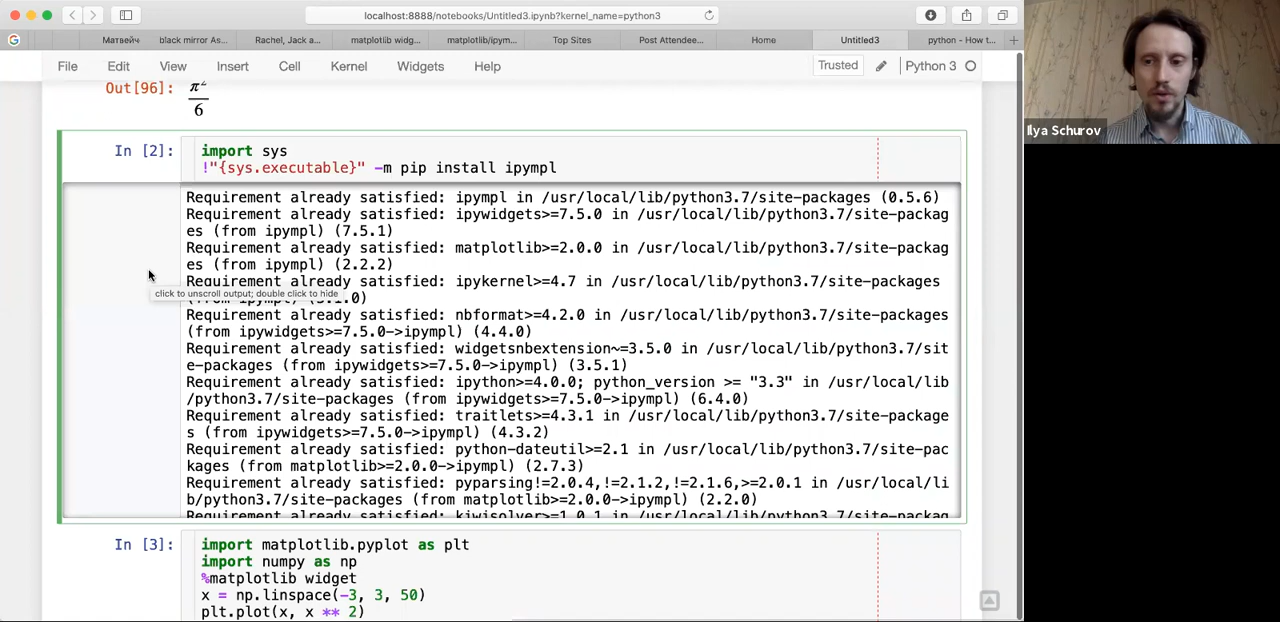 localhost:8888/notebooks/Untitled3.ipynb?kernel_name=python3
G
Матвейч black mirror As... Rachel, Jack a... matplotlib widg... matplotlib/ipym... Top Sites Post Attendee... Home Untitled3 python - How t... +
File Edit View Insert Cell Kernel Widgets Help Trusted Python 3
Out[96]: π²
6
In [2]: import sys
!"{sys.executable}" -m pip install ipympl
Requirement already satisfied: ipympl in /usr/local/lib/python3.7/site-packages (0.5.6)
Requirement already satisfied: ipywidgets>=7.5.0 in /usr/local/lib/python3.7/site-packag
es (from ipympl) (7.5.1)
Requirement already satisfied: matplotlib>=2.0.0 in /usr/local/lib/python3.7/site-packag
es (from ipympl) (2.2.2)
Requirement already satisfied: ipykernel>=4.7 in /usr/local/lib/python3.7/site-packages
click to unscroll output; double click to hide
Requirement already satisfied: nbformat>=4.2.0 in /usr/local/lib/python3.7/site-packages
(from ipywidgets>=7.5.0->ipympl) (4.4.0)
Requirement already satisfied: widgetsnbextension~=3.5.0 in /usr/local/lib/python3.7/sit
e-packages (from ipywidgets>=7.5.0->ipympl) (3.5.1)
Requirement already satisfied: ipython>=4.0.0; python_version >= "3.3" in /usr/local/lib
/python3.7/site-packages (from ipywidgets>=7.5.0->ipympl) (6.4.0)
Requirement already satisfied: traitlets>=4.3.1 in /usr/local/lib/python3.7/site-package
s (from ipywidgets>=7.5.0->ipympl) (4.3.2)
Requirement already satisfied: python-dateutil>=2.1 in /usr/local/lib/python3.7/site-pac
kages (from matplotlib>=2.0.0->ipympl) (2.7.3)
Requirement already satisfied: pyparsing!=2.0.4,!=2.1.2,!=2.1.6,>=2.0.1 in /usr/local/li
b/python3.7/site-packages (from matplotlib>=2.0.0->ipympl) (2.2.0)
Requirement already satisfied: kiwisolver>=1.0.1 in /usr/local/lib/python3.7/site-packag
In [3]: import matplotlib.pyplot as plt
import numpy as np
%matplotlib widget
x = np.linspace(-3, 3, 50)
plt.plot(x, x ** 2)
Ilya Schurov